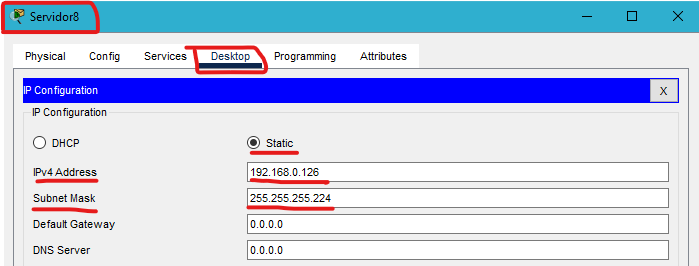 Servidor8
Physical Config Services Desktop Programming Attributes
IP Configuration X
IP Configuration
DHCP Static
IPv4 Address 192.168.0.126
Subnet Mask 255.255.255.224
Default Gateway 0.0.0.0
DNS Server 0.0.0.0